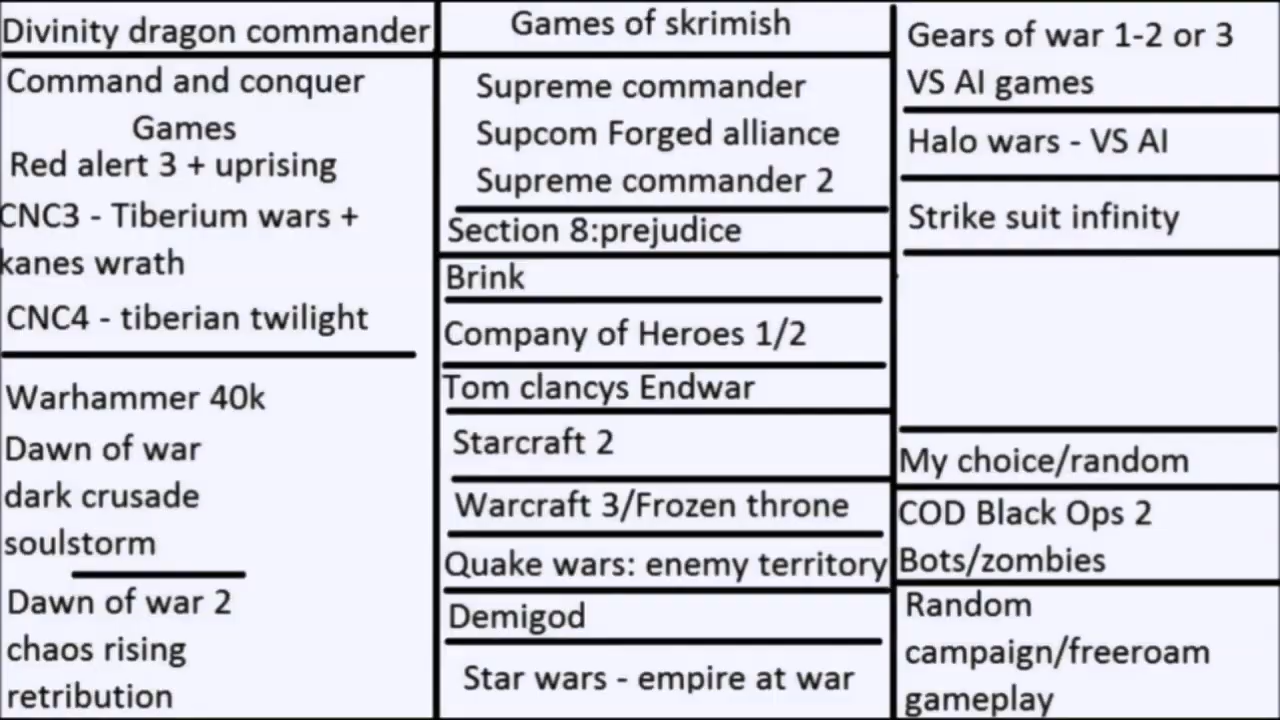 Divinity dragon commander
Command and conquer
Games
Red alert 3 + uprising
CNC3 - Tiberium wars +
kanes wrath
CNC4 - tiberian twilight
Warhammer 40k
Dawn of war
dark crusade
soulstorm
Dawn of war 2
chaos rising
retribution
Games of skrimish
Supreme commander
Supcom Forged alliance
Supreme commander 2
Section 8:prejudice
Brink
Company of Heroes 1/2
Tom clancys Endwar
Starcraft 2
Warcraft 3/Frozen throne
Quake wars: enemy territory
Demigod
Star wars - empire at war
Gears of war 1-2 or 3
VS AI games
Halo wars - VS AI
Strike suit infinity
My choice/random
COD Black Ops 2
Bots/zombies
Random
campaign/freeroam
gameplay